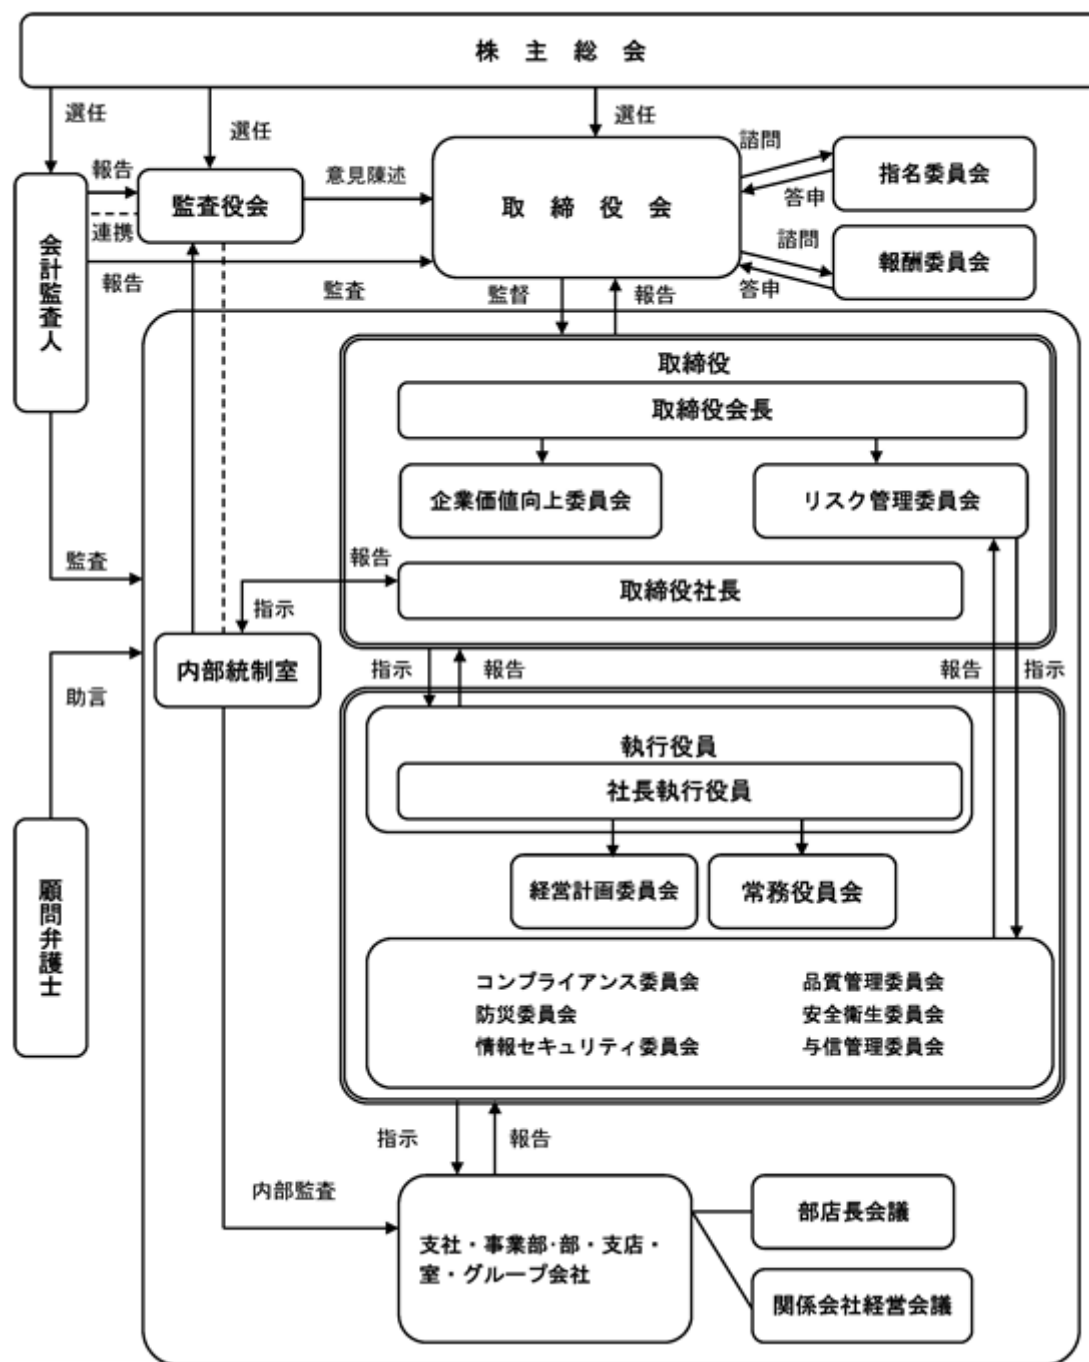 株 主 総 会
選任
選任
選任
諮問
答申
指名委員会
報告
監査役会
意見陳述
取 締 役 会
連携
諮問
答申
報酬委員会
会計監査人
報告
監査
監督
報告
取締役
取締役会長
企業価値向上委員会
リスク管理委員会
監査
報告
取締役社長
指示
内部統制室
助言
指示
報告
報告
指示
執行役員
社長執行役員
経営計画委員会
常務役員会
顧問弁護士
コンプライアンス委員会
品質管理委員会
防災委員会
安全衛生委員会
情報セキュリティ委員会
与信管理委員会
指示
報告
内部監査
支社・事業部・部・支店・
室・グループ会社
部店長会議
関係会社経営会議